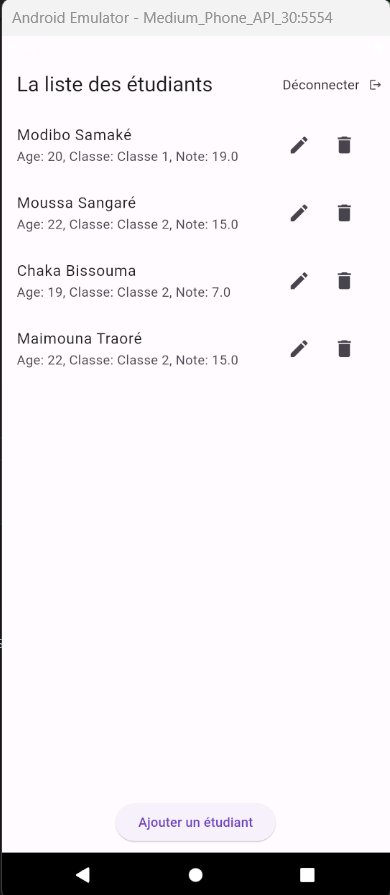 Android Emulator - Medium_Phone_API_30:5554
La liste des étudiants
Déconnecter
Modibo Samaké
Age: 20, Classe: Classe 1, Note: 19.0
Moussa Sangaré
Age: 22, Classe: Classe 2, Note: 15.0
Chaka Bissouma
Age: 19, Classe: Classe 2, Note: 7.0
Maimouna Traoré
Age: 22, Classe: Classe 2, Note: 15.0
Ajouter un étudiant